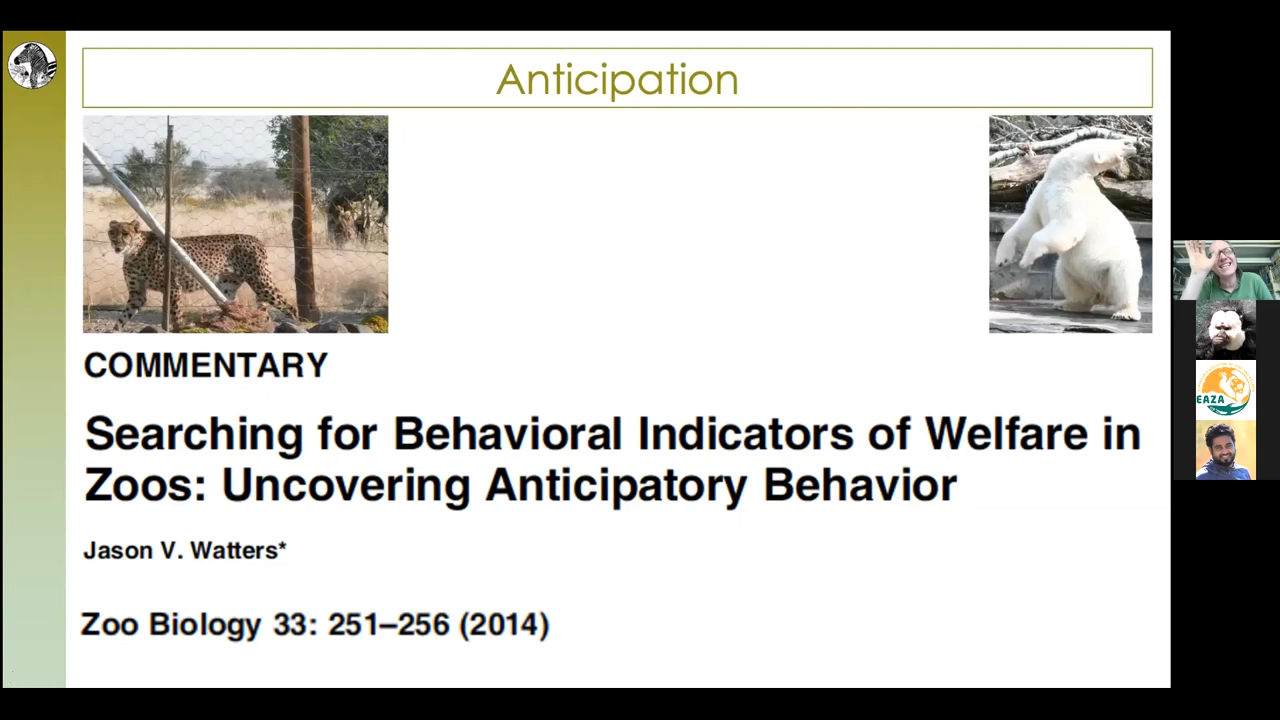 Anticipation
COMMENTARY
Searching for Behavioral Indicators of Welfare in
Zoos: Uncovering Anticipatory Behavior
Jason V. Watters*
Zoo Biology 33: 251–256 (2014)
EAZA